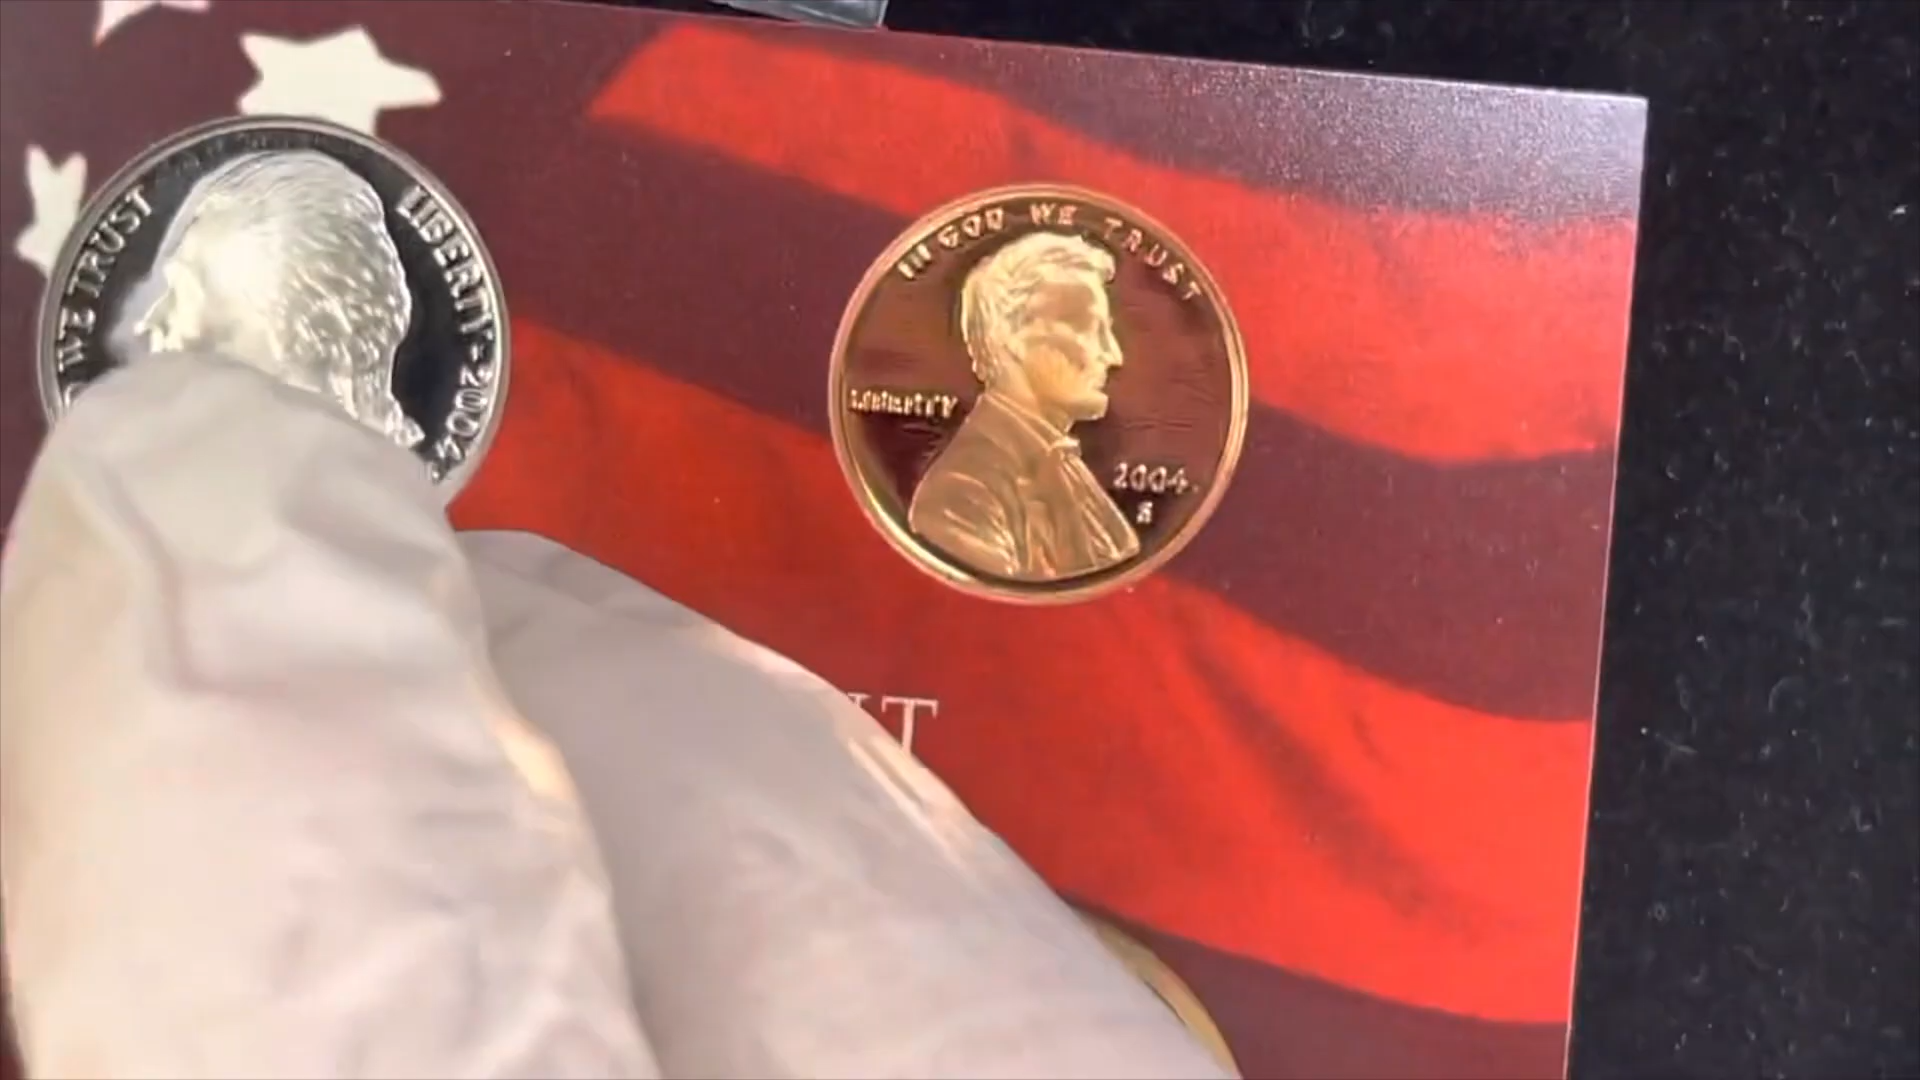 WE TRUST
LIBERTY
2004
IN GOD WE TRUST
LIBERTY
2004
S